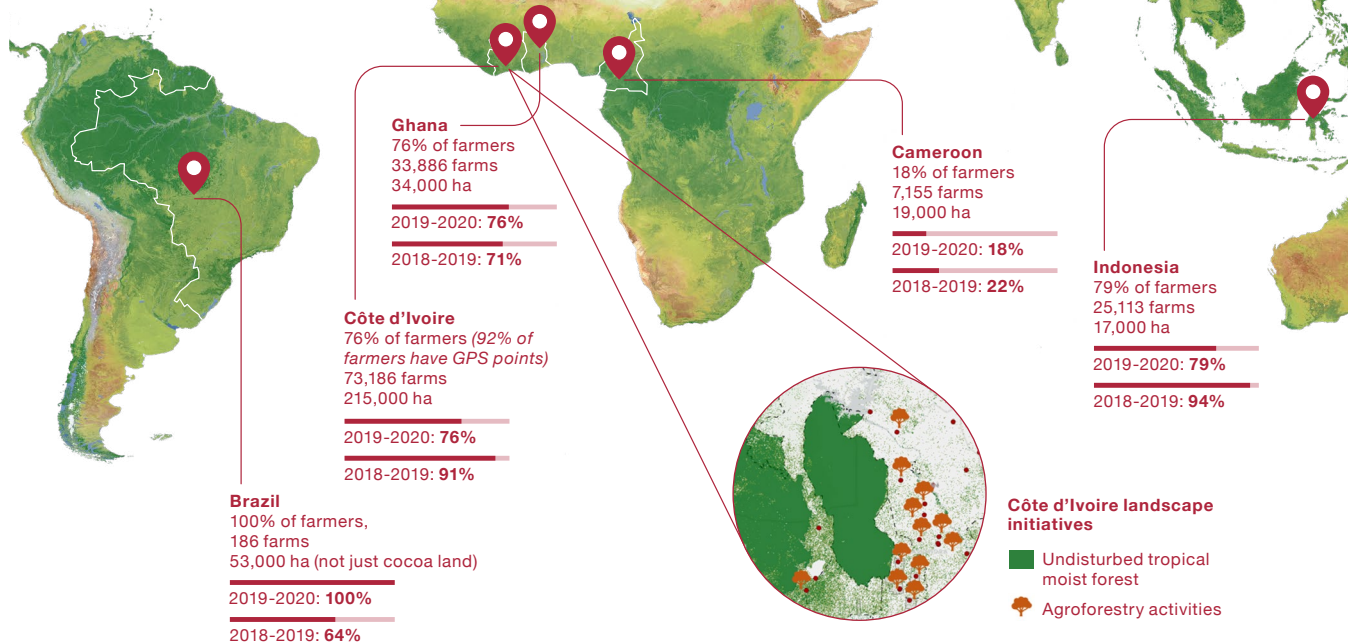 Ghana
76% of farmers
33,886 farms
34,000 ha
2019-2020: 76%
2018-2019: 71%
Côte d’Ivoire
76% of farmers (92% of
farmers have GPS points)
73,186 farms
215,000 ha
2019-2020: 76%
2018-2019: 91%
Brazil
100% of farmers,
186 farms
53,000 ha (not just cocoa land)
2019-2020: 100%
2018-2019: 64%
Cameroon
18% of farmers
7,155 farms
19,000 ha
2019-2020: 18%
2018-2019: 22%
Indonesia
79% of farmers
25,113 farms
17,000 ha
2019-2020: 79%
2018-2019: 94%
Côte d’Ivoire landscape
initiatives
Undisturbed tropical
moist forest
Agroforestry activities